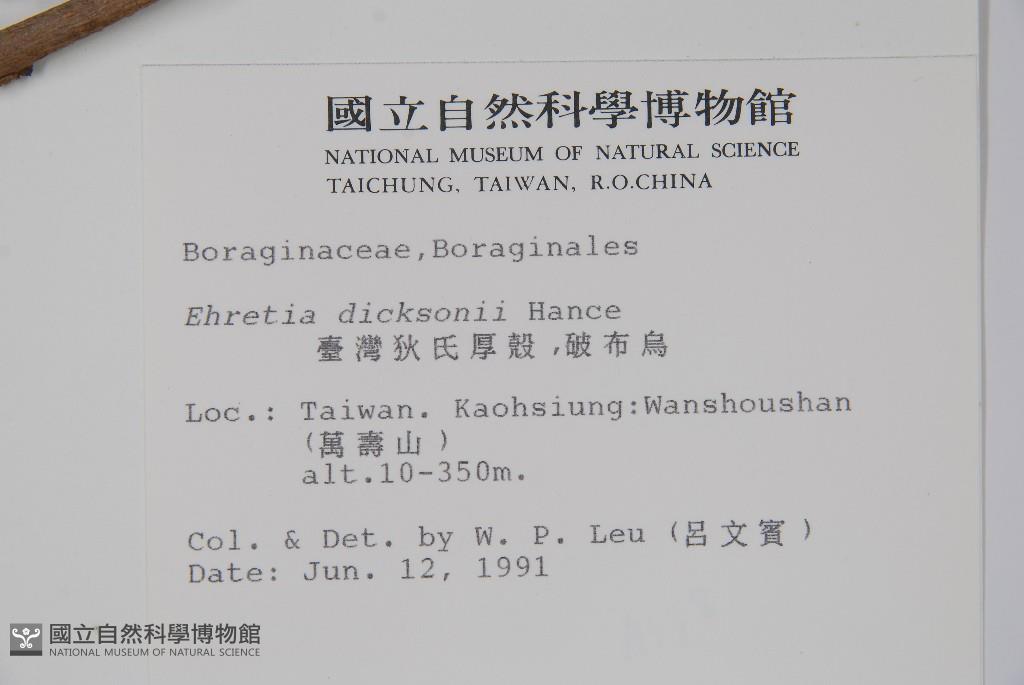 國立自然科學博物館
NATIONAL MUSEUM OF NATURAL SCIENCE
TAICHUNG, TAIWAN, R.O.CHINA
Boraginaceae,Boraginales
Ehretia dicksonii Hance
臺灣狄氏厚殼,破布烏
Loc.: Taiwan. Kaohsiung:Wanshoushan
(萬壽山)
alt.10-350m.
Col. & Det. by W. P. Leu (呂文賓)
Date: Jun. 12, 1991
國立自然科學博物館
NATIONAL MUSEUM OF NATURAL SCIENCE